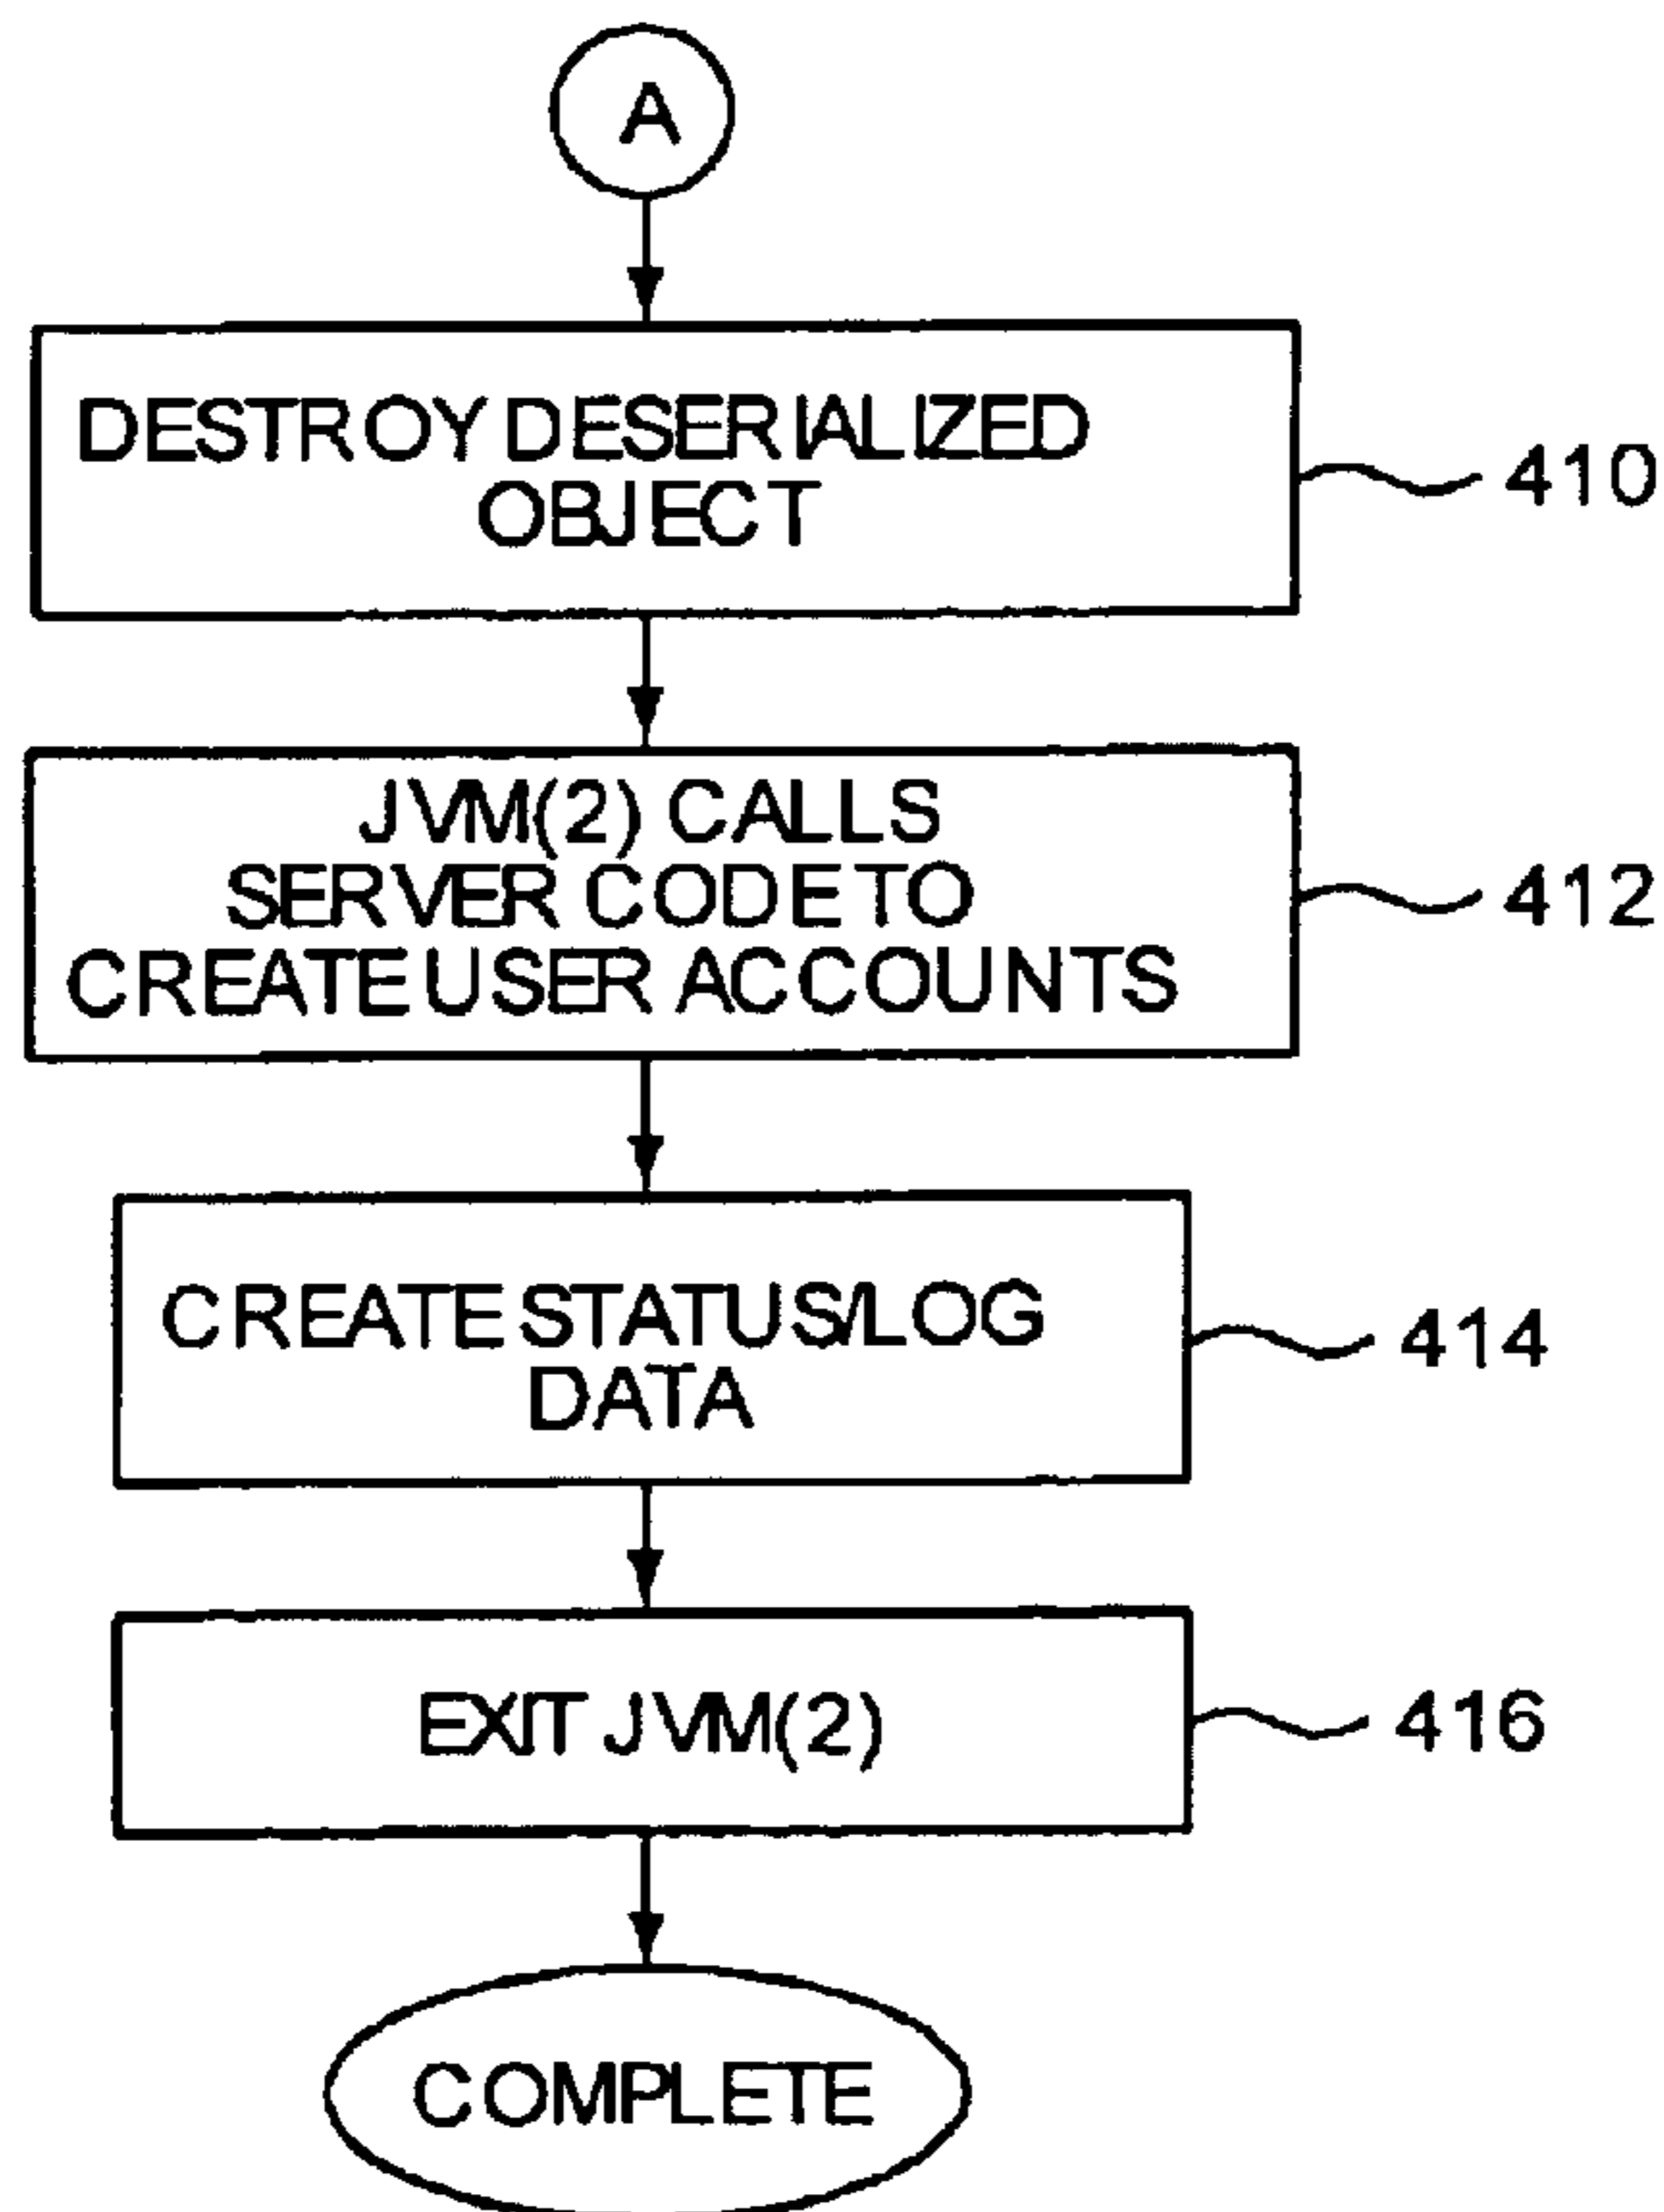 A
DESTROY DESERIALIZED
OBJECT
410
JVM(2) CALLS
SERVER CODE TO
CREATE USER ACCOUNTS
412
CREATE STATUS/LOG
DATA
414
EXIT JVM(2)
416
COMPLETE